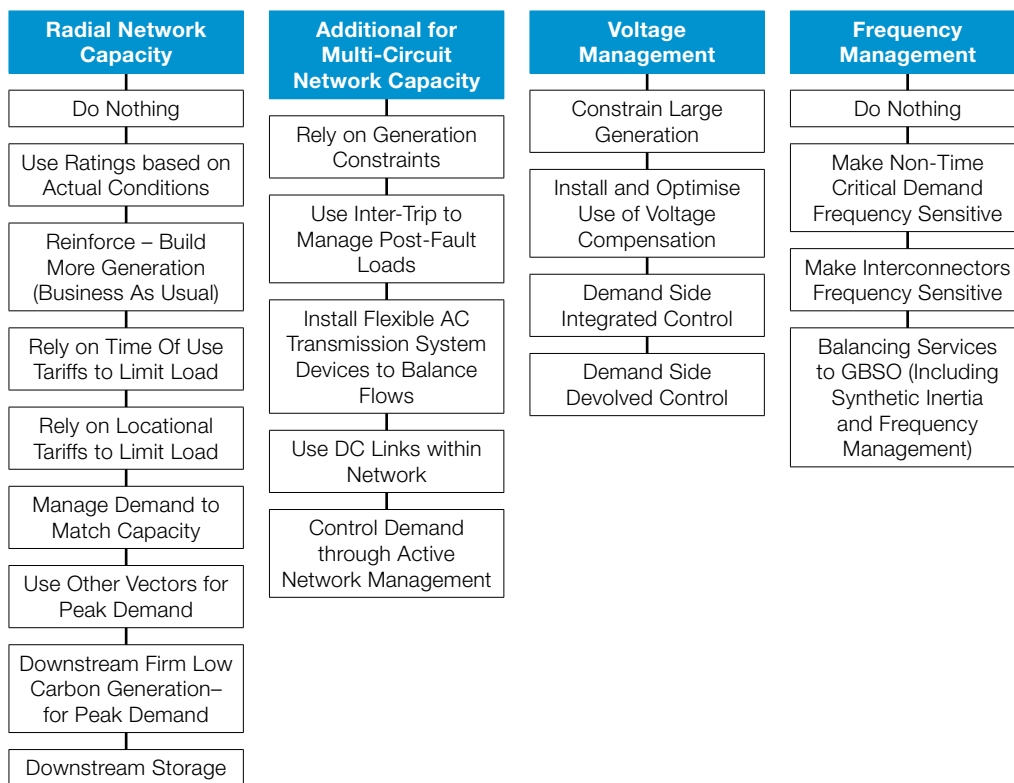 Radial Network
Capacity
Do Nothing
Use Ratings based on
Actual Conditions
Reinforce – Build
More Generation
(Business As Usual)
Rely on Time Of Use
Tariffs to Limit Load
Rely on Locational
Tariffs to Limit Load
Manage Demand to
Match Capacity
Use Other Vectors for
Peak Demand
Downstream Firm Low
Carbon Generation–
for Peak Demand
Downstream Storage
Additional for
Multi-Circuit
Network Capacity
Rely on Generation
Constraints
Use Inter-Trip to
Manage Post-Fault
Loads
Install Flexible AC
Transmission System
Devices to Balance
Flows
Use DC Links within
Network
Control Demand
through Active
Network Management
Voltage
Management
Constrain Large
Generation
Install and Optimise
Use of Voltage
Compensation
Demand Side
Integrated Control
Demand Side
Devolved Control
Frequency
Management
Do Nothing
Make Non-Time
Critical Demand
Frequency Sensitive
Make Interconnectors
Frequency Sensitive
Balancing Services
to GBSO (Including
Synthetic Inertia
and Frequency
Management)